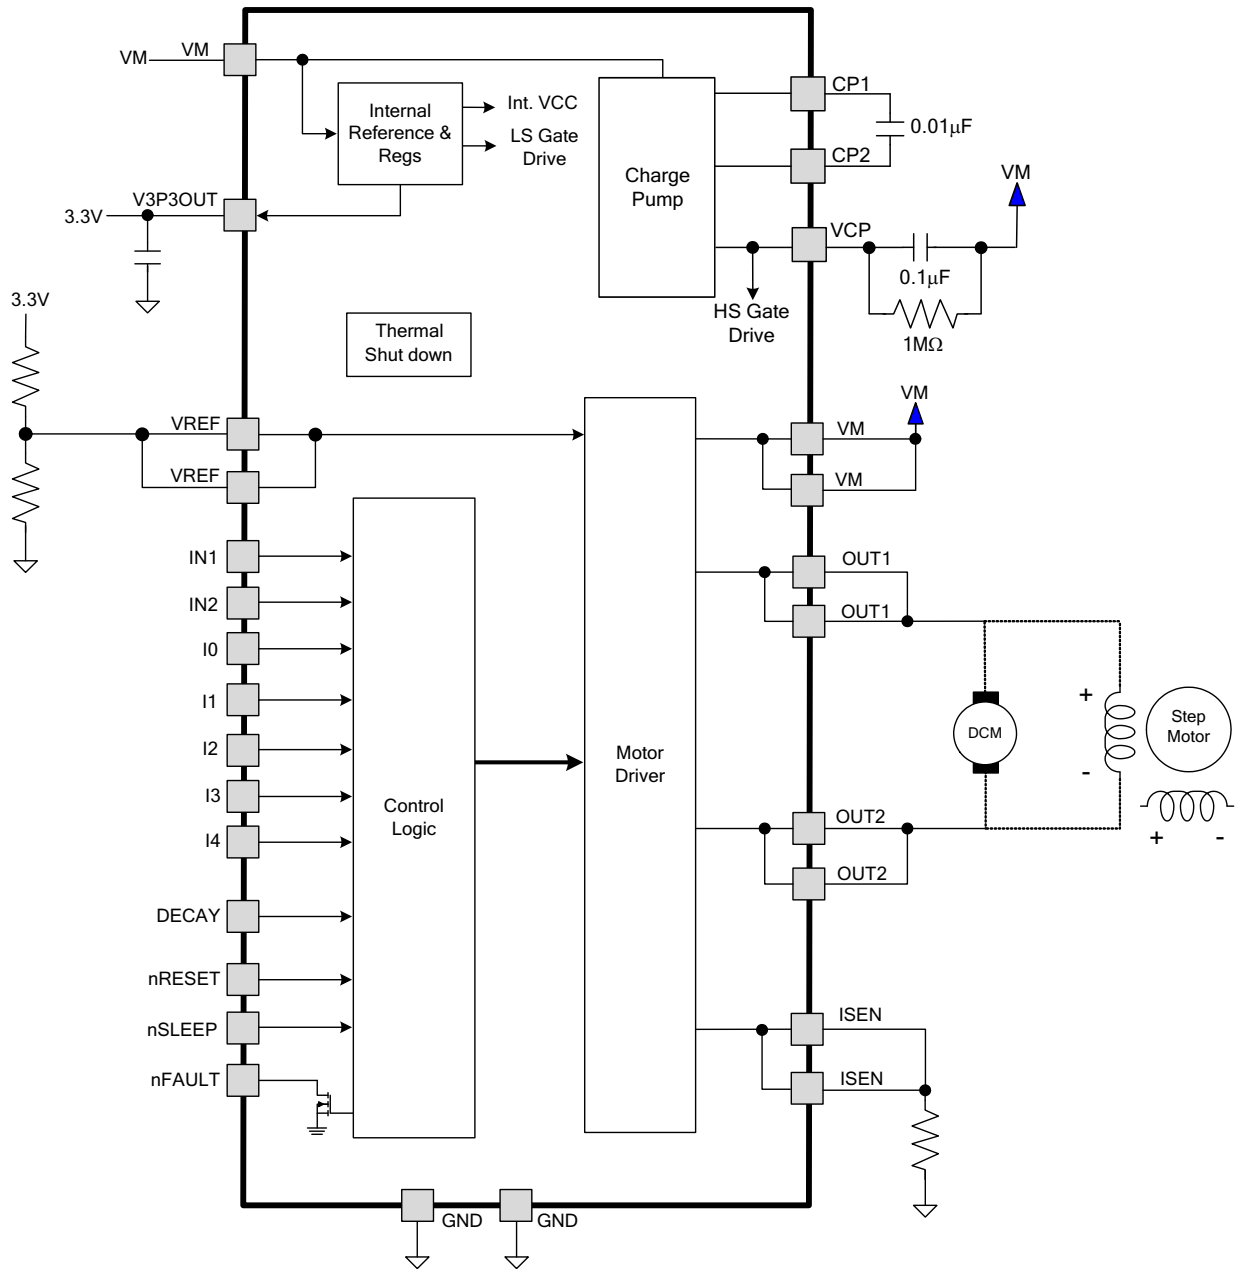 VM
VM
Internal
Reference &
Regs
Int. VCC
LS Gate
Drive
V3P3OUT
3.3V
3.3V
Charge
Pump
CP1
0.01µF
CP2
VM
VCP
0.1µF
1MΩ
HS Gate
Drive
Thermal
Shut down
VREF
VREF
VM
VM
VM
IN1
IN2
I0
I1
I2
I3
I4
DECAY
nRESET
nSLEEP
nFAULT
Control
Logic
Motor
Driver
OUT1
OUT1
DCM
+
-
Step
Motor
+ -
OUT2
OUT2
ISEN
ISEN
GND
GND